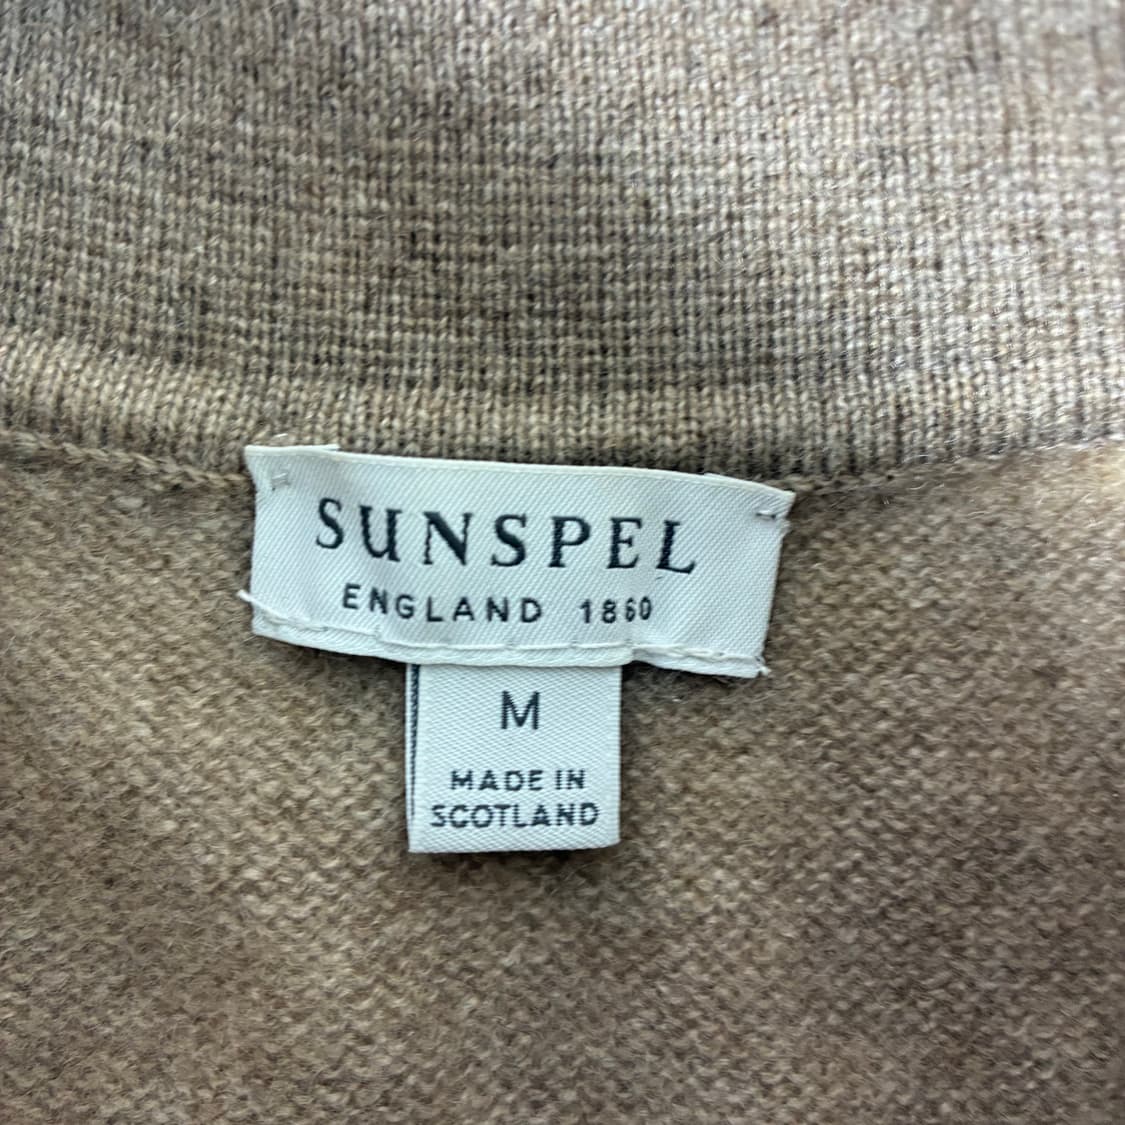 SUNSPEL
ENGLAND 1860
M
MADE IN
SCOTLAND